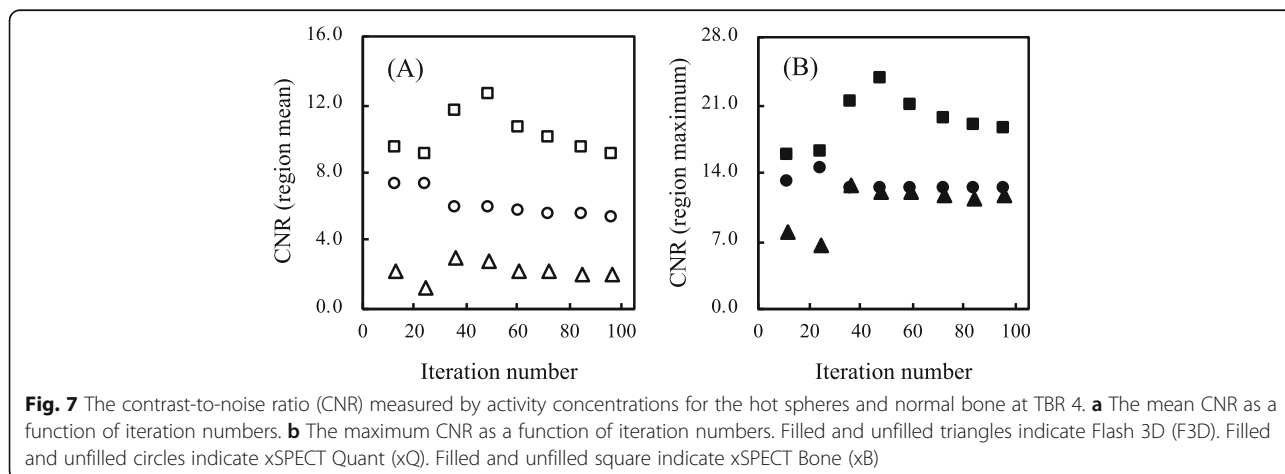 16.0
12.0
8.0
4.0
0.0
CNR (region mean)
(A)
0 20 40 60 80 100
Iteration number
28.0
21.0
14.0
7.0
0.0
CNR (region maximum)
(B)
0 20 40 60 80 100
Iteration number
Fig. 7 The contrast-to-noise ratio (CNR) measured by activity concentrations for the hot spheres and normal bone at TBR 4. a The mean CNR as a
function of iteration numbers. b The maximum CNR as a function of iteration numbers. Filled and unfilled triangles indicate Flash 3D (F3D). Filled
and unfilled circles indicate xSPECT Quant (xQ). Filled and unfilled square indicate xSPECT Bone (xB)